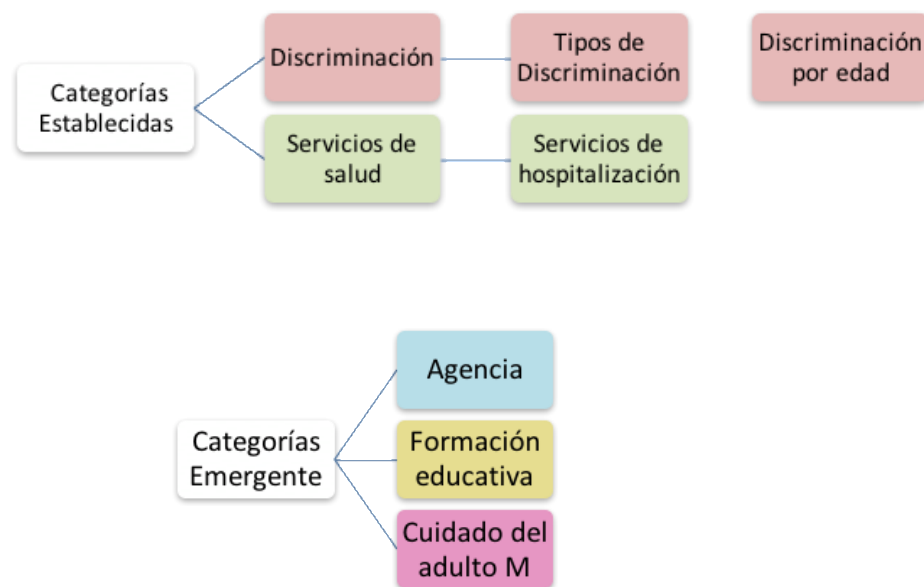 Categorías
Establecidas
Discriminación
Tipos de
Discriminación
Discriminación
por edad
Servicios de
salud
Servicios de
hospitalización
Categorías
Emergente
Agencia
Formación
educativa
Cuidado del
adulto M